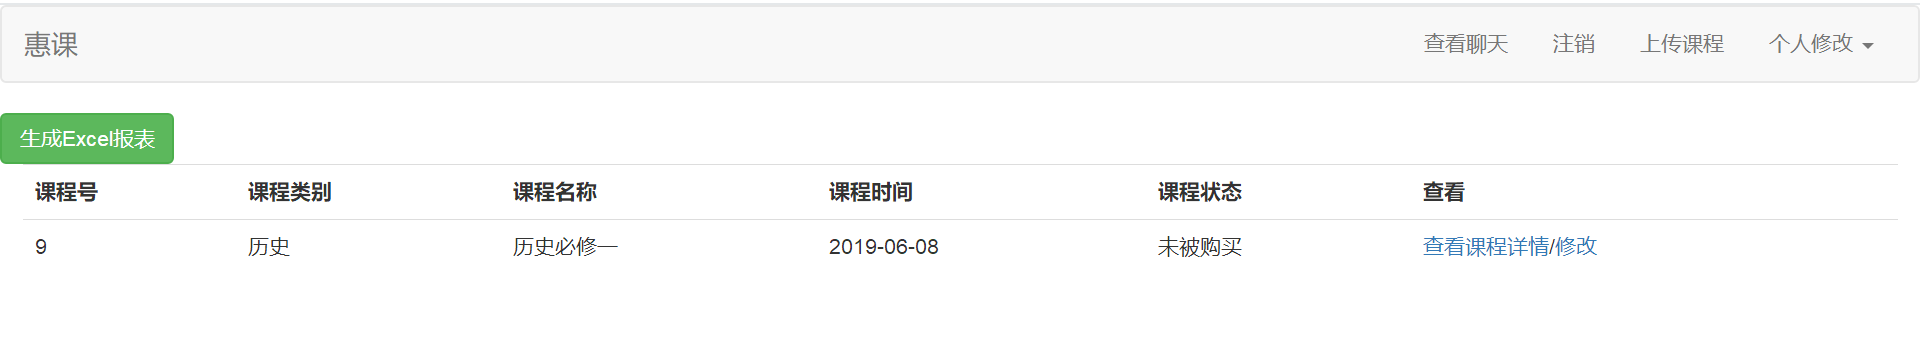 惠课 查看聊天 注销 上传课程 个人修改
生成Excel报表
课程号 课程类别 课程名称 课程时间 课程状态 查看
9 历史 历史必修一 2019-06-08 未被购买 查看课程详情/修改